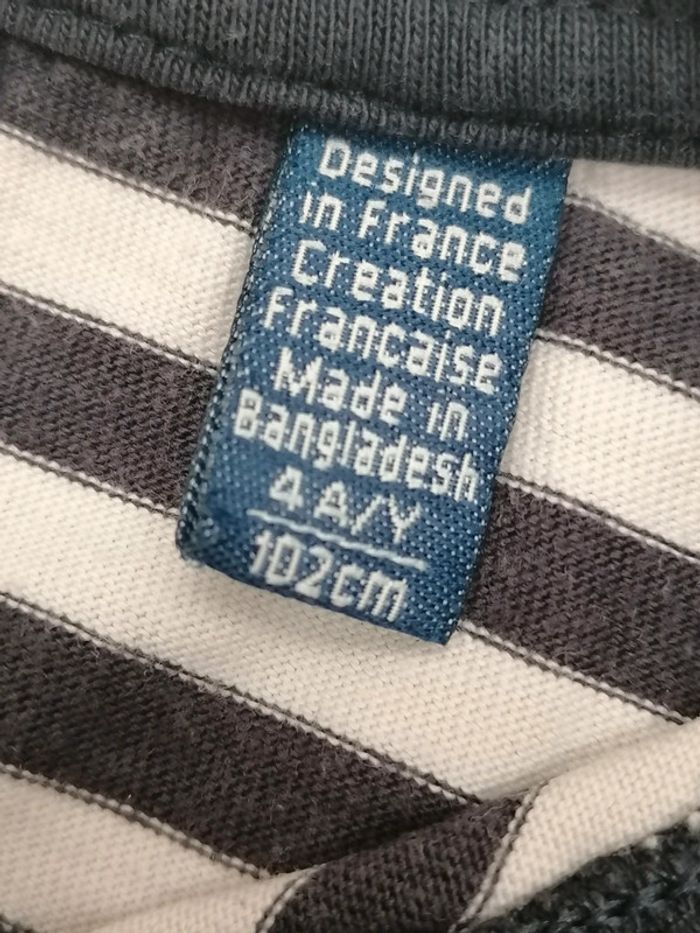 Designed
in France
Creation
Francaise
Made in
Bangladesh
4 A/Y
102cm